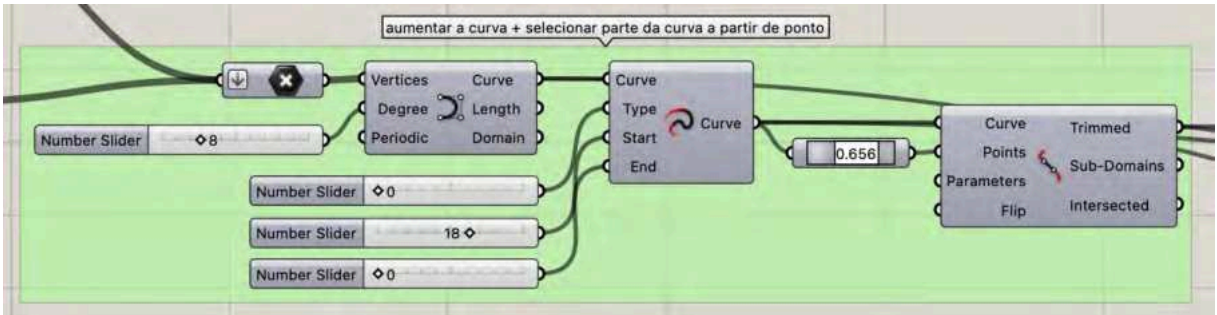 aumentar a curva + selecionar parte da curva a partir de ponto
Vertices Curve
Degree Length
Periodic Domain
Number Slider 8
Curve
Type
Start
End
Curve
Number Slider 0
Number Slider 18
Number Slider 0
0.656
Curve Trimmed
Points Sub-Domains
Parameters
Flip Intersected